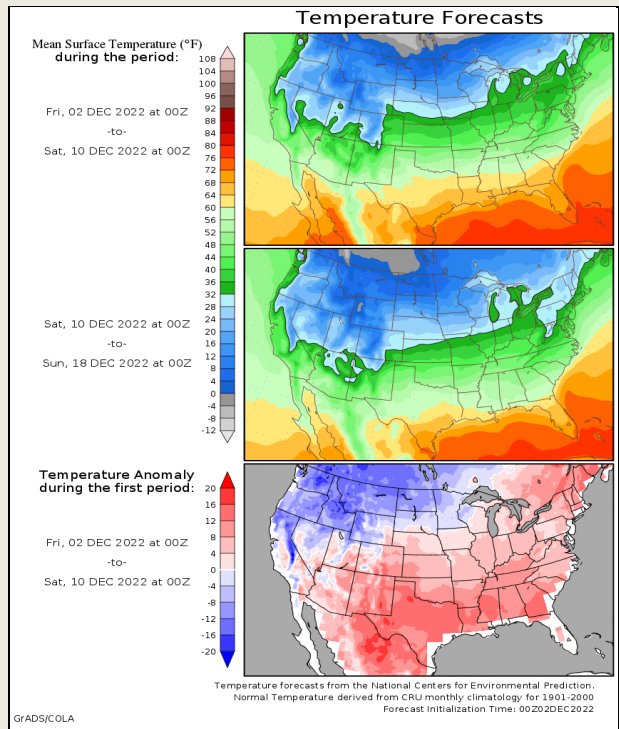 Temperature Forecasts
Mean Surface Temperature (°F)
during the period:
Fri, 02 DEC 2022 at 00Z
-to-
Sat, 10 DEC 2022 at 00Z
108
104
100
96
92
88
84
80
76
72
68
64
60
56
52
48
44
40
36
32
28
24
20
16
12
8
4
0
-4
-8
-12
Sat, 10 DEC 2022 at 00Z
-to-
Sun, 18 DEC 2022 at 00Z
Temperature Anomaly
during the first period:
Fri, 02 DEC 2022 at 00Z
-to-
Sat, 10 DEC 2022 at 00Z
20
16
12
8
4
0
-4
-8
-12
-16
-20
Temperature forecasts from the National Centers for Environmental Prediction.
Normal Temperature derived from CRU monthly climatology for 1901-2000
Forecast Initialization Time: 00Z02DEC2022
GrADS/COLA